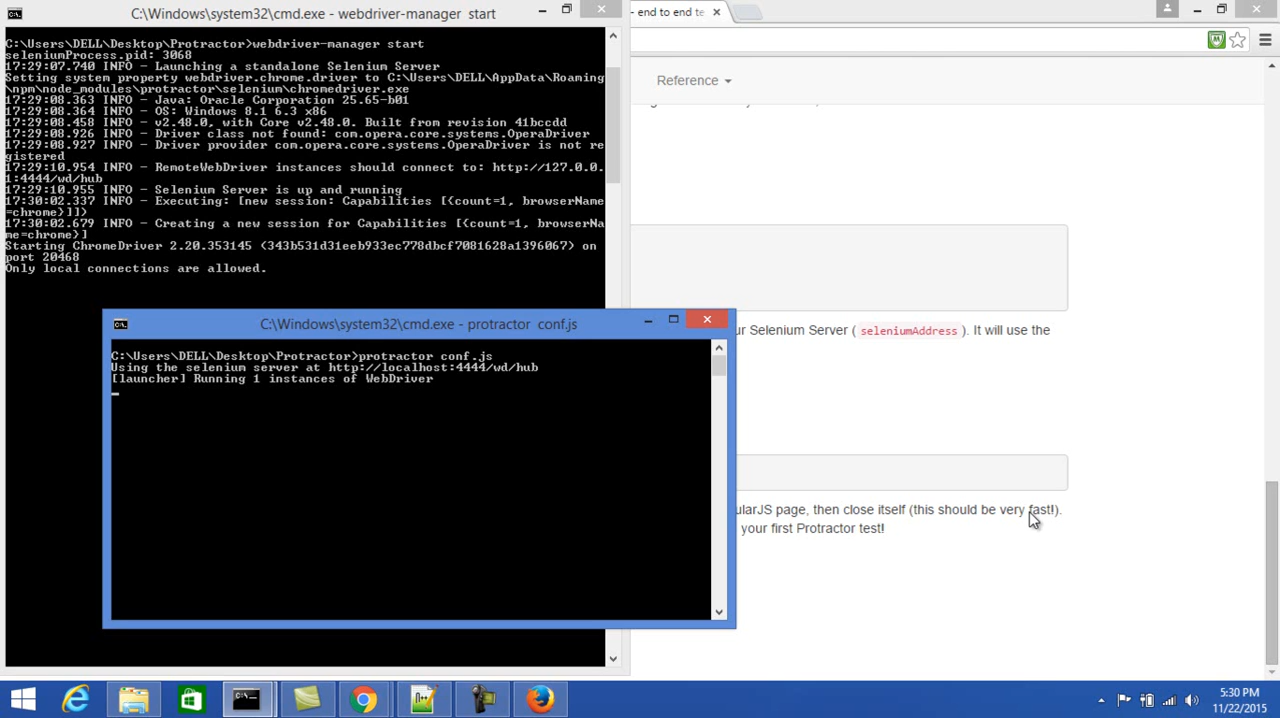 C:\Windows\system32\cmd.exe - webdriver-manager start
C:\Users\DELL\Desktop\Protractor>webdriver-manager start
seleniumProcess.pid: 3068
17:29:07.740 INFO - Launching a standalone Selenium Server
Setting system property webdriver.chrome.driver to C:\Users\DELL\AppData\Roaming
\npm\node_modules\protractor\selenium\chromedriver.exe
17:29:08.363 INFO - Java: Oracle Corporation 25.65-b01
17:29:08.364 INFO - OS: Windows 8.1 6.3 x86
17:29:08.458 INFO - v2.48.0, with Core v2.48.0. Built from revision 41bccdd
17:29:08.926 INFO - Driver class not found: com.opera.core.systems.OperaDriver
17:29:08.927 INFO - Driver provider com.opera.core.systems.OperaDriver is not re
gistered
17:29:10.954 INFO - RemoteWebDriver instances should connect to: http://127.0.0.
1:4444/wd/hub
17:29:10.955 INFO - Selenium Server is up and running
17:30:02.337 INFO - Executing: [new session: Capabilities [{count=1, browserName
=chrome}]])
17:30:02.679 INFO - Creating a new session for Capabilities [{count=1, browserNa
me=chrome}]
Starting ChromeDriver 2.20.353145 (343b531d31eeb933ec778dbcf7081628a1396067) on
port 20468
Only local connections are allowed.
C:\Windows\system32\cmd.exe - protractor conf.js
C:\Users\DELL\Desktop\Protractor>protractor conf.js
Using the selenium server at http://localhost:4444/wd/hub
[launcher] Running 1 instances of WebDriver
- end to end te
Reference
ur Selenium Server ( seleniumAddress ). It will use the
ularJS page, then close itself (this should be very fast!).
your first Protractor test!
5:30 PM
11/22/2015